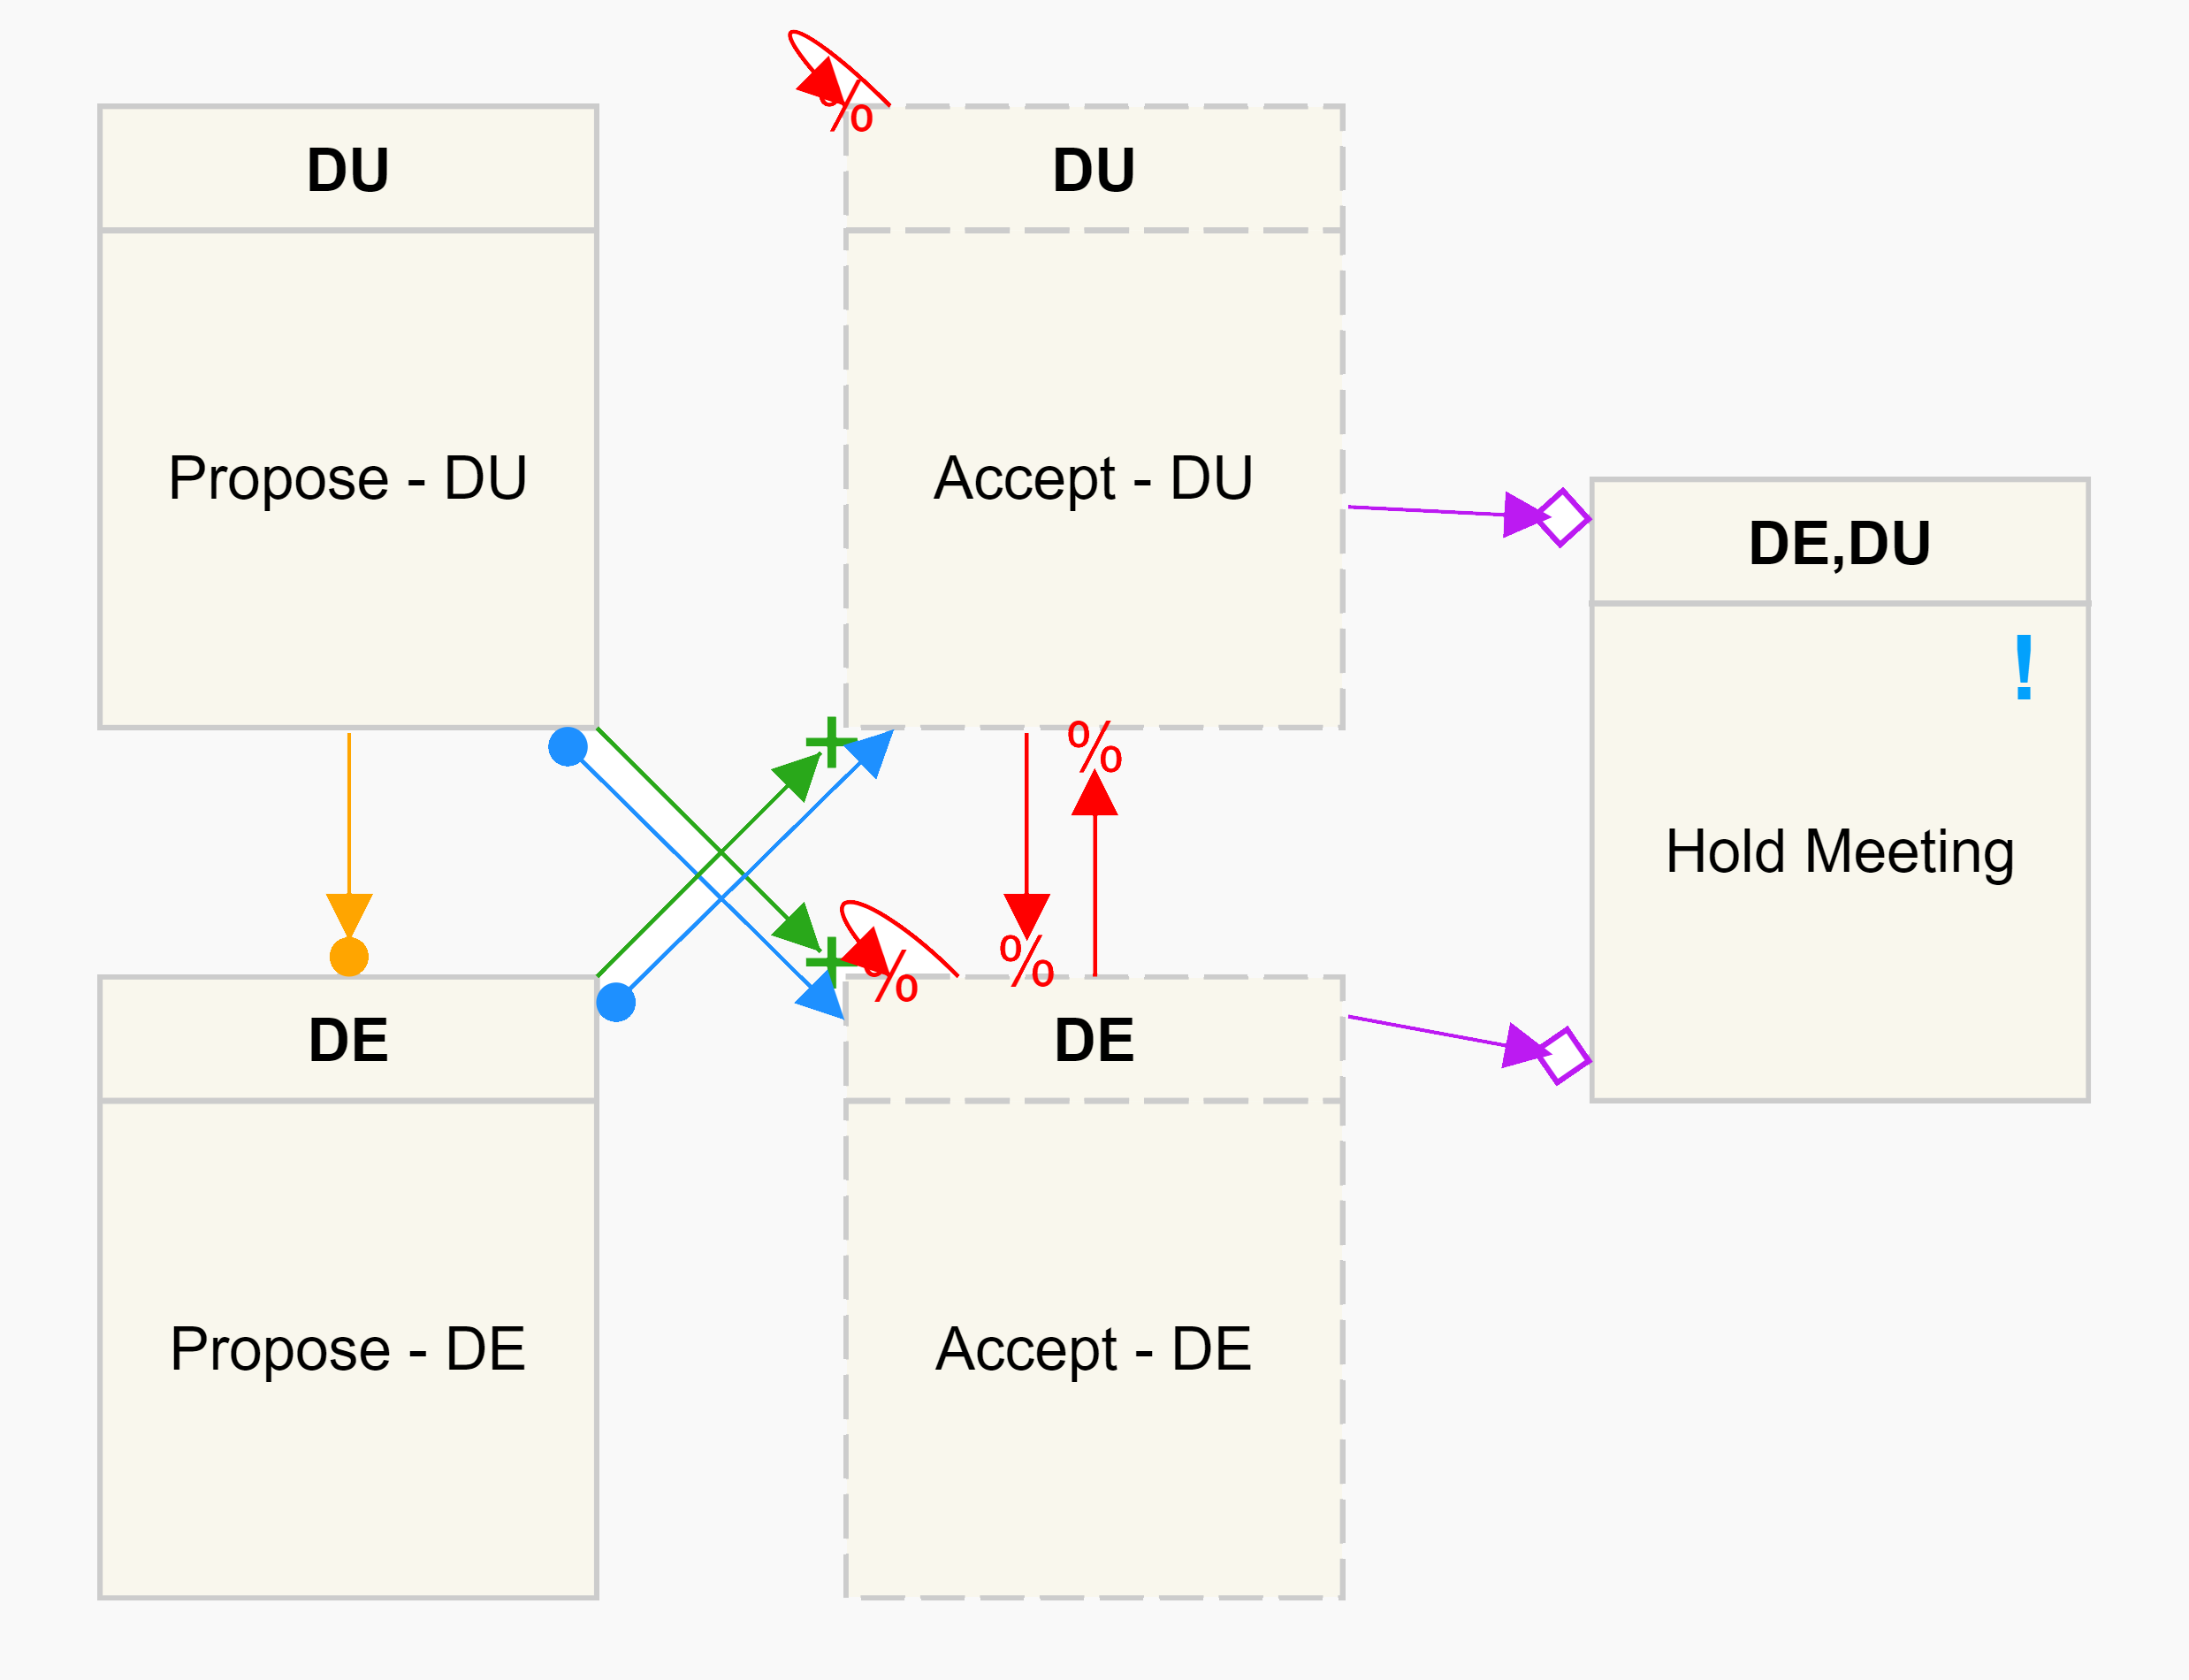 DU
Propose - DU
%
DU
Accept - DU
DE,DU
!
Hold Meeting
%
+
+
%
%
DE
Propose - DE
DE
Accept - DE